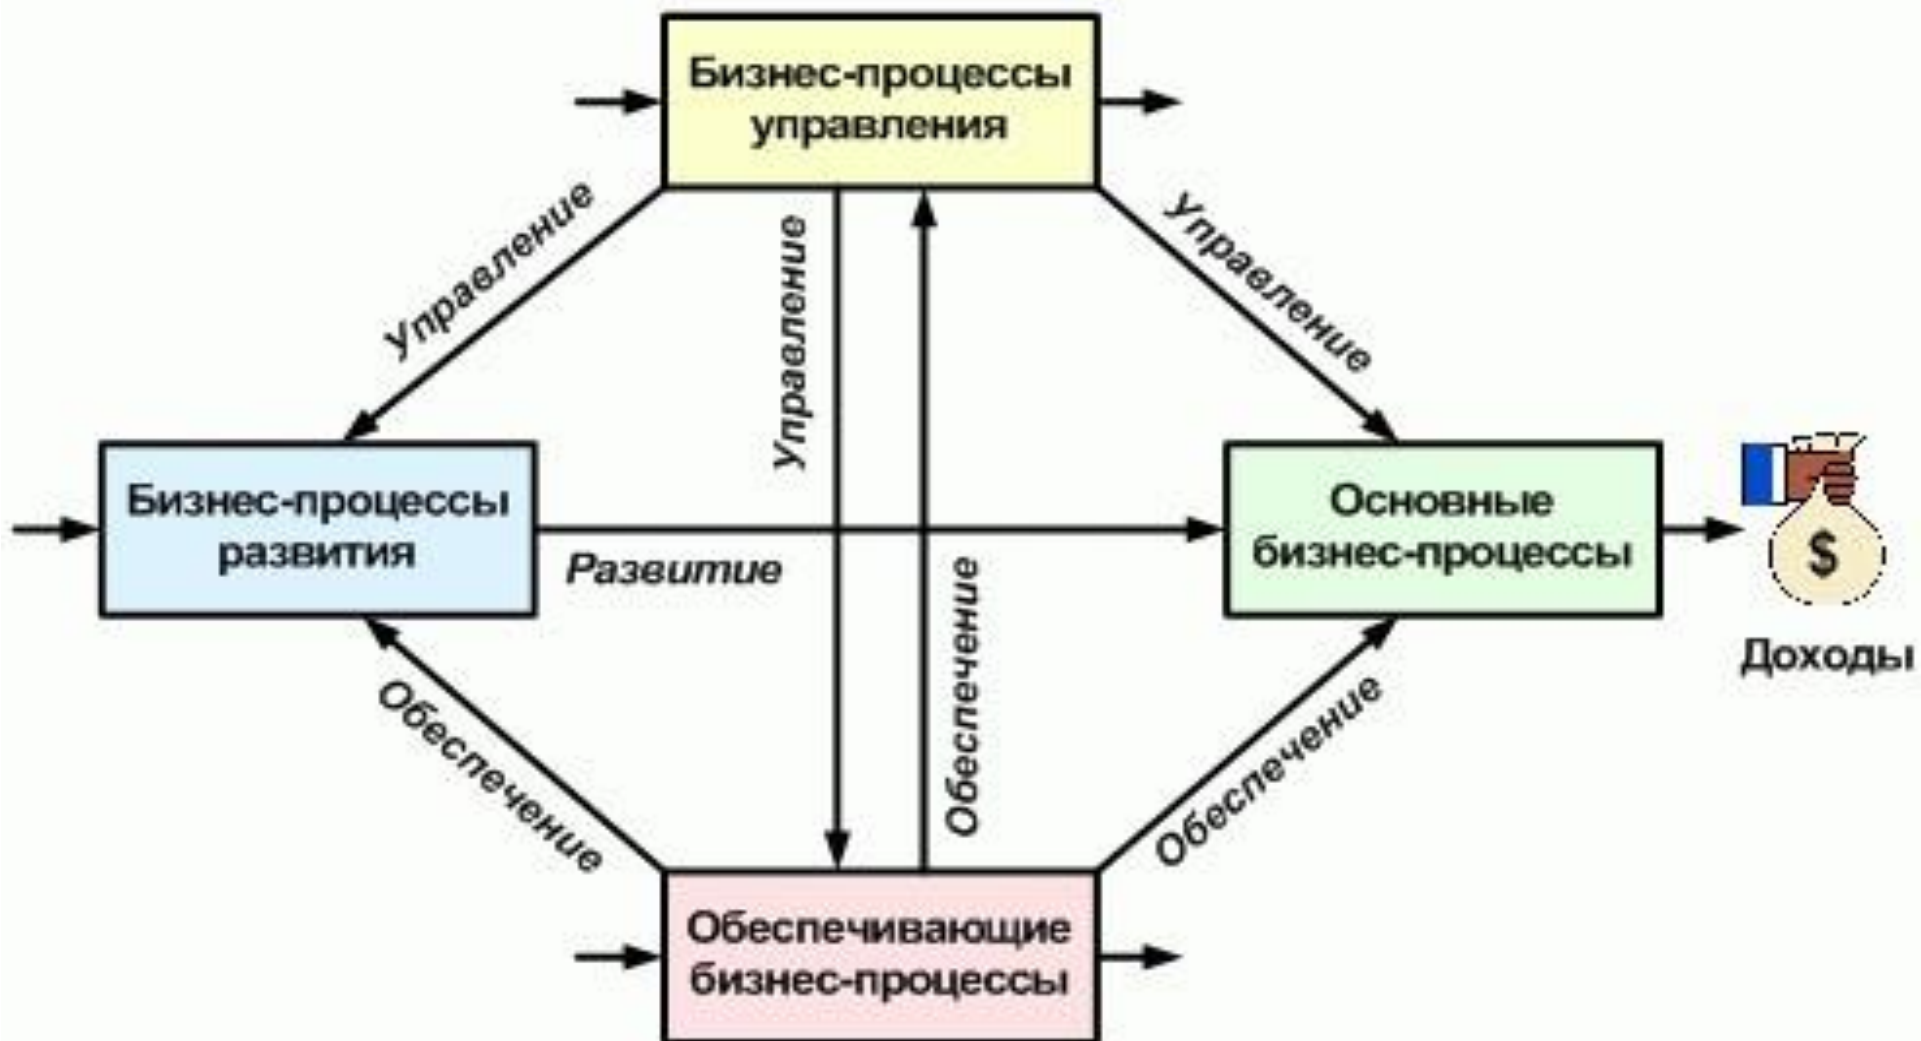 Бизнес-процессы
управления
Управление
Управление
Управление
Бизнес-процессы
развития
Развитие
Основные
бизнес-процессы
$
Доходы
Обеспечение
Обеспечение
Обеспечение
Обеспечивающие
бизнес-процессы